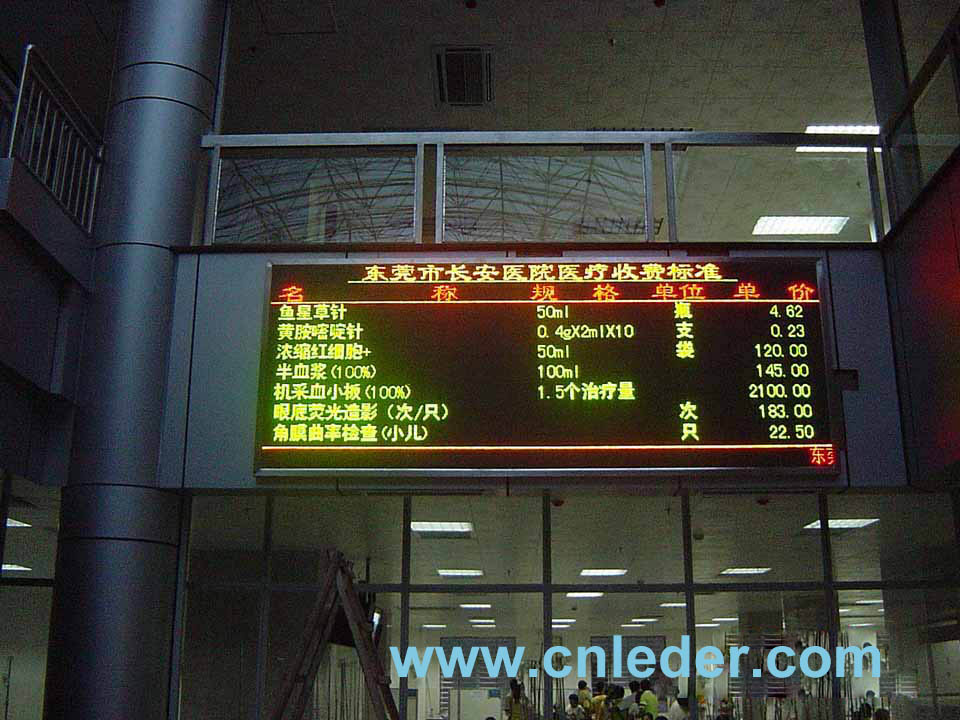 东莞市长安医院医疗收费标准
名 称 规 格 单位 单 价
鱼星草针 50ml 瓶 4.62
黄胺嘧啶针 0.4gX2mlX10 支 0.23
浓缩红细胞+ 50ml 袋 120.00
半血浆(100%) 100ml 145.00
机采血小板(100%) 1.5个治疗量 2100.00
眼底荧光造影(次/只) 次 183.00
角膜曲率检查(小儿) 只 22.50
东
www.cnleder.com